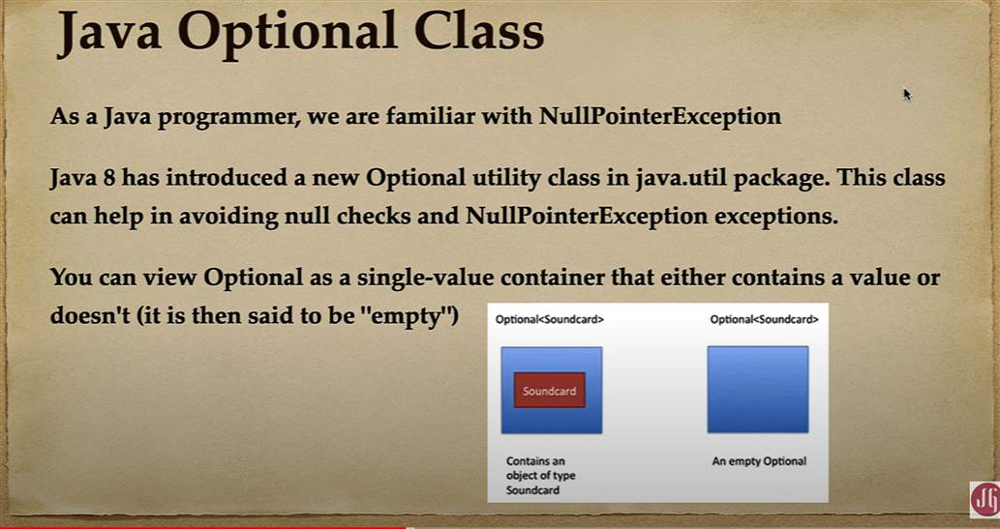 Java Optional Class
As a Java programmer, we are familiar with NullPointerException
Java 8 has introduced a new Optional utility class in java.util package. This class
can help in avoiding null checks and NullPointerException exceptions.
You can view Optional as a single-value container that either contains a value or
doesn't (it is then said to be "empty")
Optional<Soundcard>
Soundcard
Contains an
object of type
Soundcard
Optional<Soundcard>
An empty Optional
JG